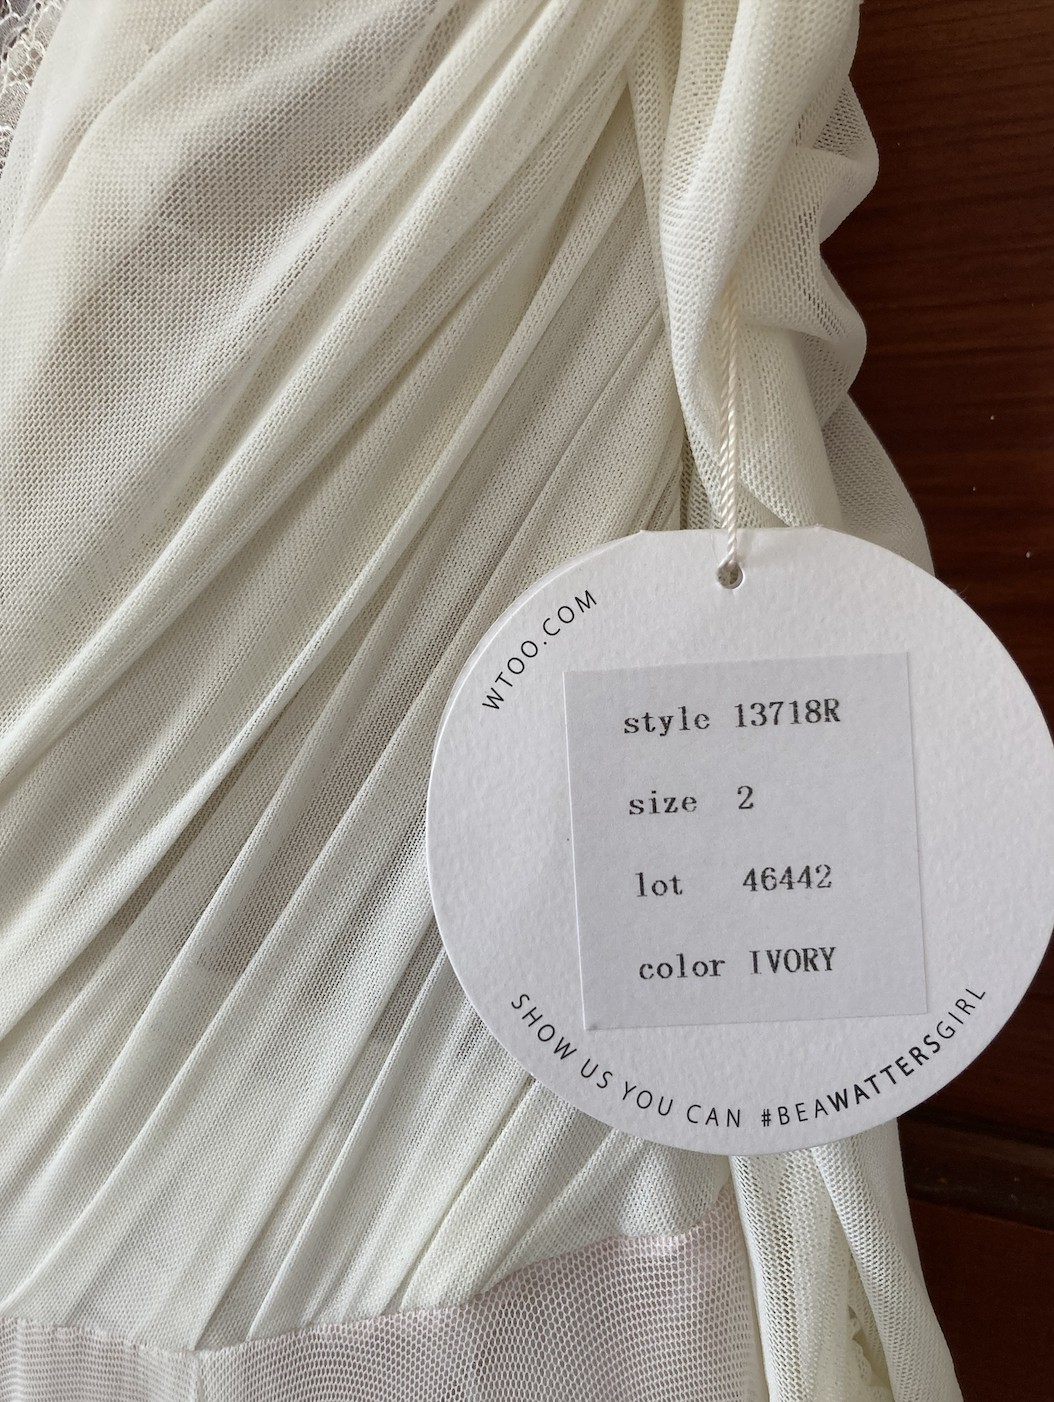 WTOO.COM
style 13718R
size 2
lot 46442
color IVORY
SHOW US YOU CAN #BEAWATTERSGIRL